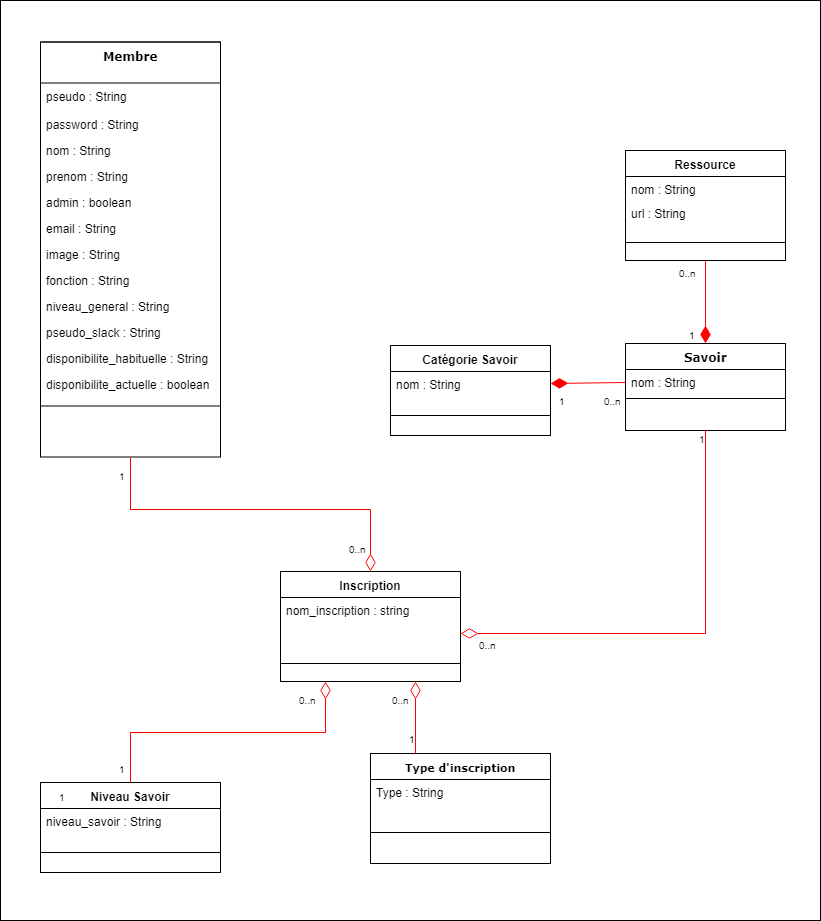 Membre
pseudo : String
password : String
nom : String
prenom : String
admin : boolean
email : String
image : String
fonction : String
niveau_general : String
pseudo_slack : String
disponibilite_habituelle : String
disponibilite_actuelle : boolean
1
Ressource
nom : String
url : String
0..n
1
Savoir
nom : String
Catégorie Savoir
nom : String
1
0..n
1
0..n
Inscription
nom_inscription : string
0..n
0..n
0..n
1
1
Type d'inscription
Type : String
1
Niveau Savoir
niveau_savoir : String